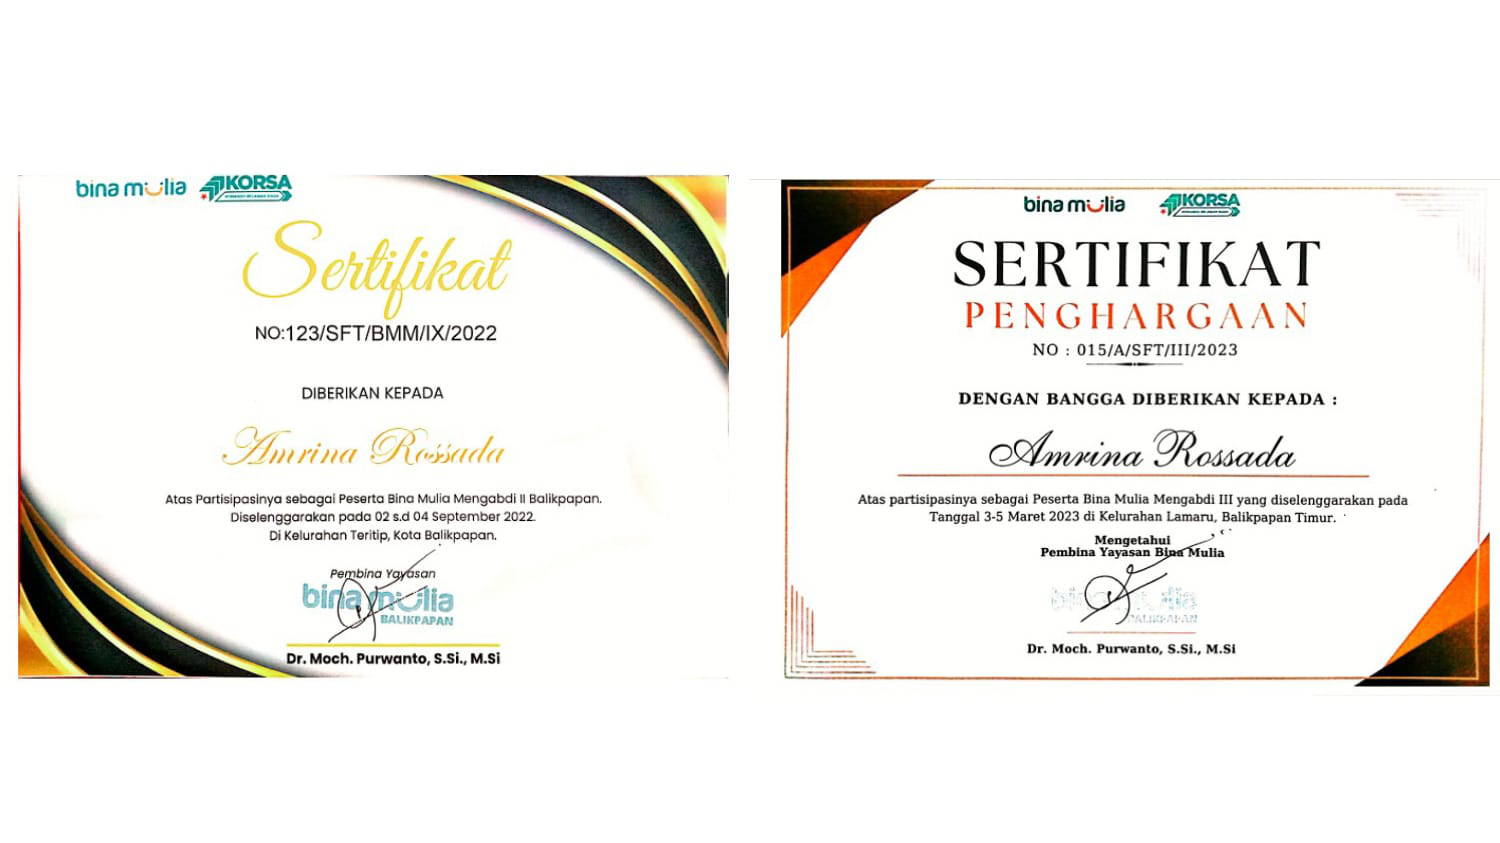 bina mulia KORSA
Sertifikat
NO:123/SFT/BMM/IX/2022
DIBERIKAN KEPADA
Amrina Rossada
Atas Partisipasinya sebagai Peserta Bina Mulia Mengabdi II Balikpapan.
Diselenggarakan pada 02 s.d 04 September 2022.
Di Kelurahan Teritip, Kota Balikpapan.
Pembina Yayasan
bina mulia
BALIKPAPAN
Dr. Moch. Purwanto, S.Si., M.Si
bina mulia KORSA
SERTIFIKAT
PENGHARGAAN
NO : 015/A/SFT/III/2023
DENGAN BANGGA DIBERIKAN KEPADA :
Amrina Rossada
Atas partisipasinya sebagai Peserta Bina Mulia Mengabdi III yang diselenggarakan pada
Tanggal 3-5 Maret 2023 di Kelurahan Lamaru, Balikpapan Timur.
Mengetahui
Pembina Yayasan Bina Mulia
bina mulia
BALIKPAPAN
Dr. Moch. Purwanto, S.Si., M.Si